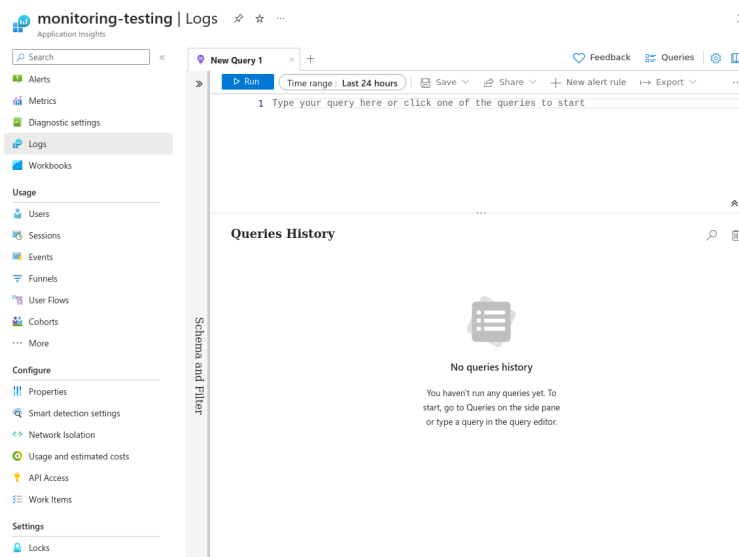 monitoring-testing | Logs ...
Application Insights
Search «
Alerts
Metrics
Diagnostic settings
Logs
Workbooks
Usage
Users
Sessions
Events
Funnels
User Flows
Cohorts
... More
Configure
Properties
Smart detection settings
Network Isolation
Usage and estimated costs
API Access
Work Items
Settings
Locks
New Query 1 × +
Feedback Queries
» Run Time range : Last 24 hours Save Share New alert rule Export
1 Type your query here or click one of the queries to start
...
Queries History
Schema and Filter
No queries history
You haven't run any queries yet. To
start, go to Queries on the side pane
or type a query in the query editor.